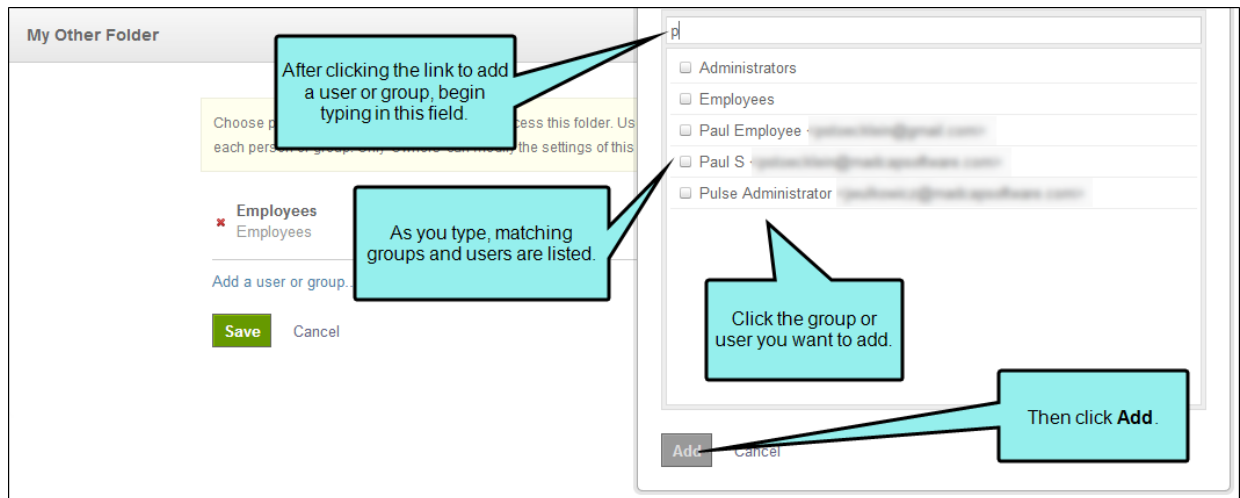 My Other Folder
After clicking the link to add
a user or group, begin
typing in this field.
p
Administrators
Employees
Paul Employee
Paul S
Pulse Administrator
Choose p
cess this folder. Us
each person or group. Only Owners can modify the settings of this
Employees
Employees
As you type, matching
groups and users are listed.
Add a user or group..
Save
Cancel
Click the group or
user you want to add.
Then click Add.
Add
Cancel